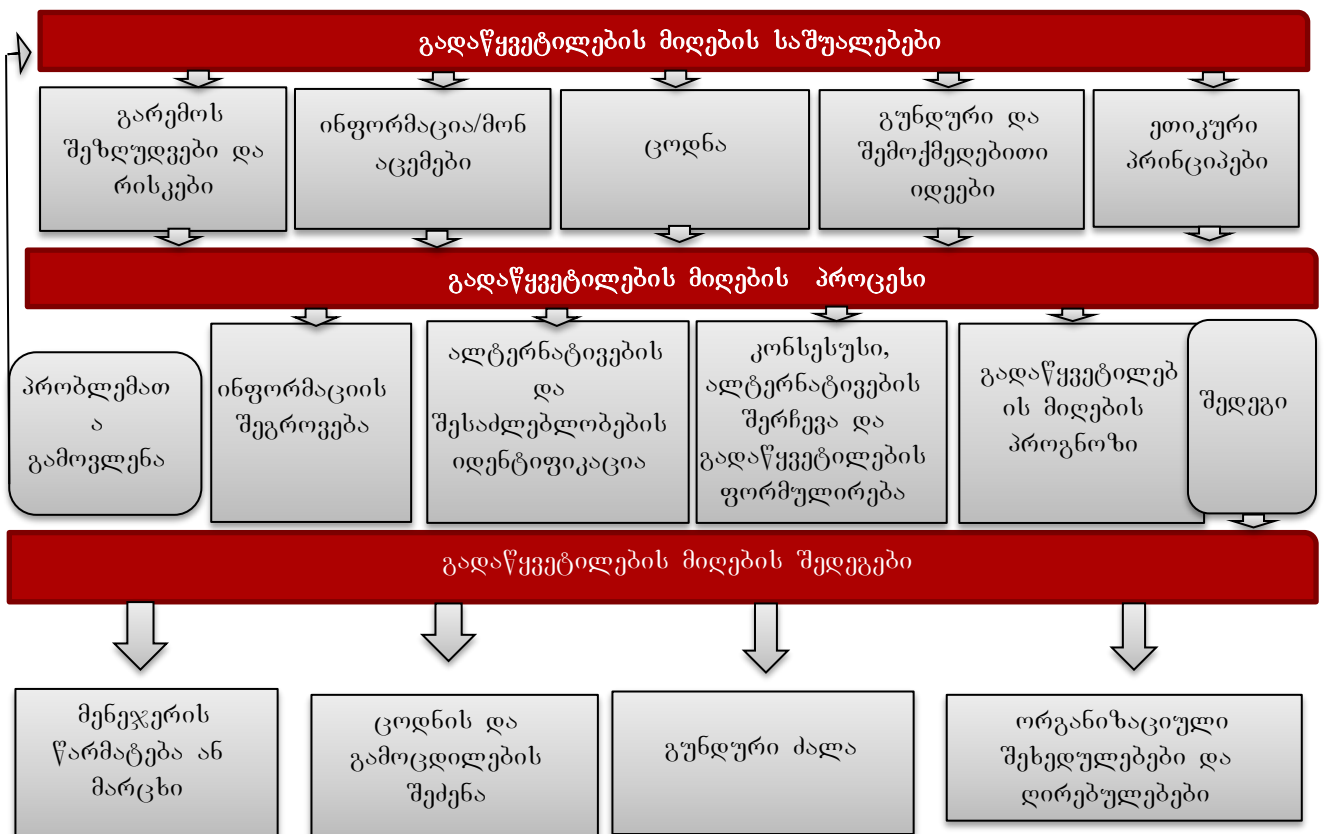 გადაწყვეტილების მიღების საშუალებები
გარემოს
შეზღუდვები და
რისკები
ინფორმაცია/მონ
აცემები
ცოდნა
გუნდური და
შემოქმედებითი
იდეები
ეთიკური
პრინციპები
გადაწყვეტილების მიღების პროცესი
პრობლემათ
ა
გამოვლენა
ინფორმაციის
შეგროვება
ალტერნატივების
და
შესაძლებლობების
იდენტიფიკაცია
კონსესუსი,
ალტერნატივების
შერჩევა და
გადაწყვეტილების
ფორმულირება
გადაწყვეტილებ
ის მიღების
პროგნოზი
შედეგი
გადაწყვეტილების მიღების შედეგები
მენეჯერის
წარმატება ან
მარცხი
ცოდნის და
გამოცდილების
შეძენა
გუნდური ძალა
ორგანიზაციული
შეხედულებები და
ღირებულებები